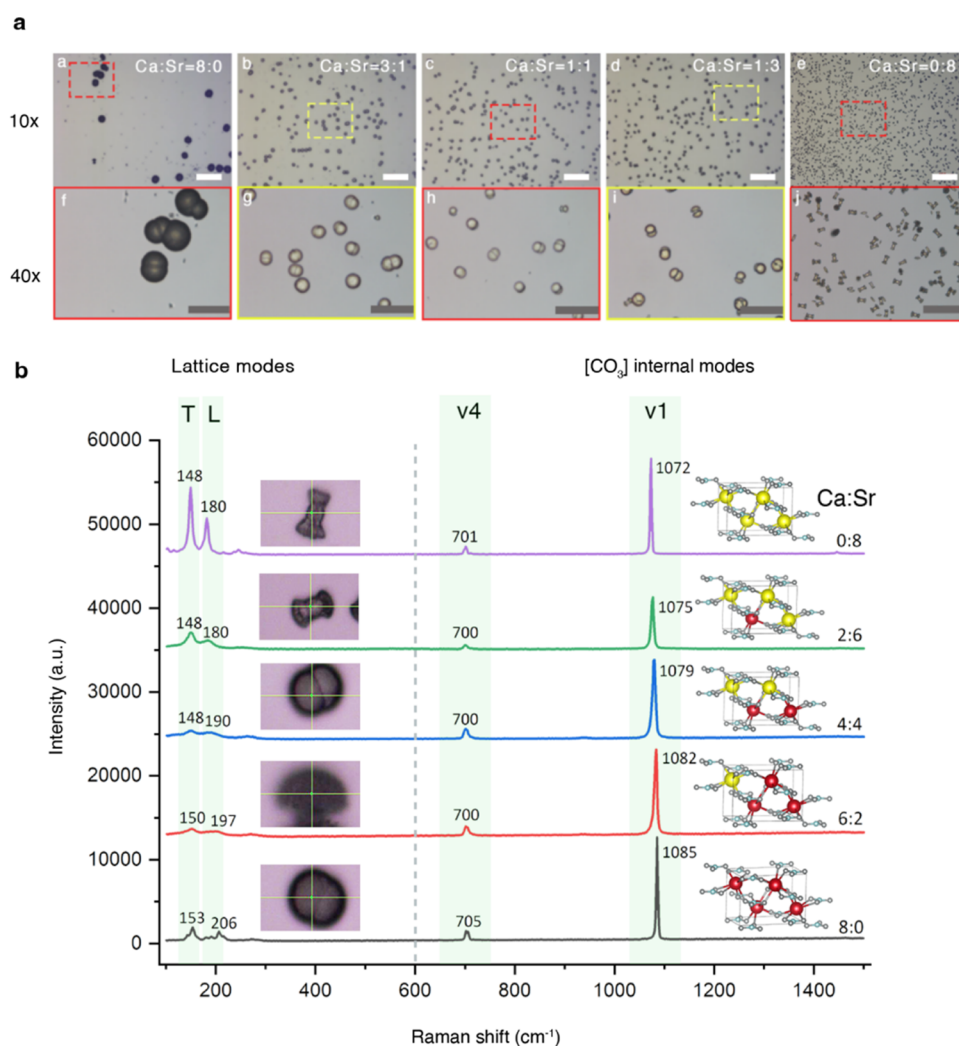 a
a Ca:Sr=8:0
b Ca:Sr=3:1
c Ca:Sr=1:1
d Ca:Sr=1:3
e Ca:Sr=0:8
10x
f
g
h
i
j
40x
b
Lattice modes
[CO₃] internal modes
T L v4 v1
60000
50000
40000
30000
20000
10000
0
Intensity (a.u.)
148 180 701 1072 Ca:Sr 0:8
148 180 700 1075 2:6
148 190 700 1079 4:4
150 197 700 1082 6:2
153 206 705 1085 8:0
200 400 600 800 1000 1200 1400
Raman shift (cm⁻¹)